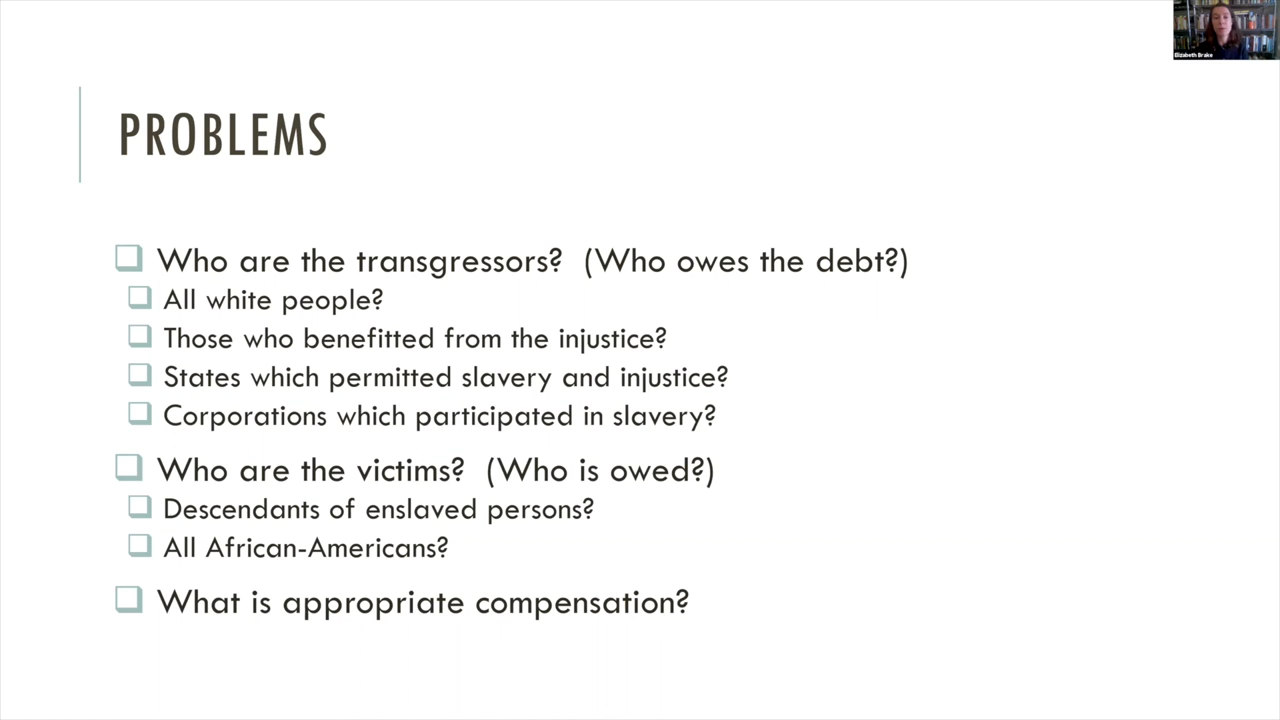 Elizabeth Brake
PROBLEMS
Who are the transgressors? (Who owes the debt?)
All white people?
Those who benefitted from the injustice?
States which permitted slavery and injustice?
Corporations which participated in slavery?
Who are the victims? (Who is owed?)
Descendants of enslaved persons?
All African-Americans?
What is appropriate compensation?